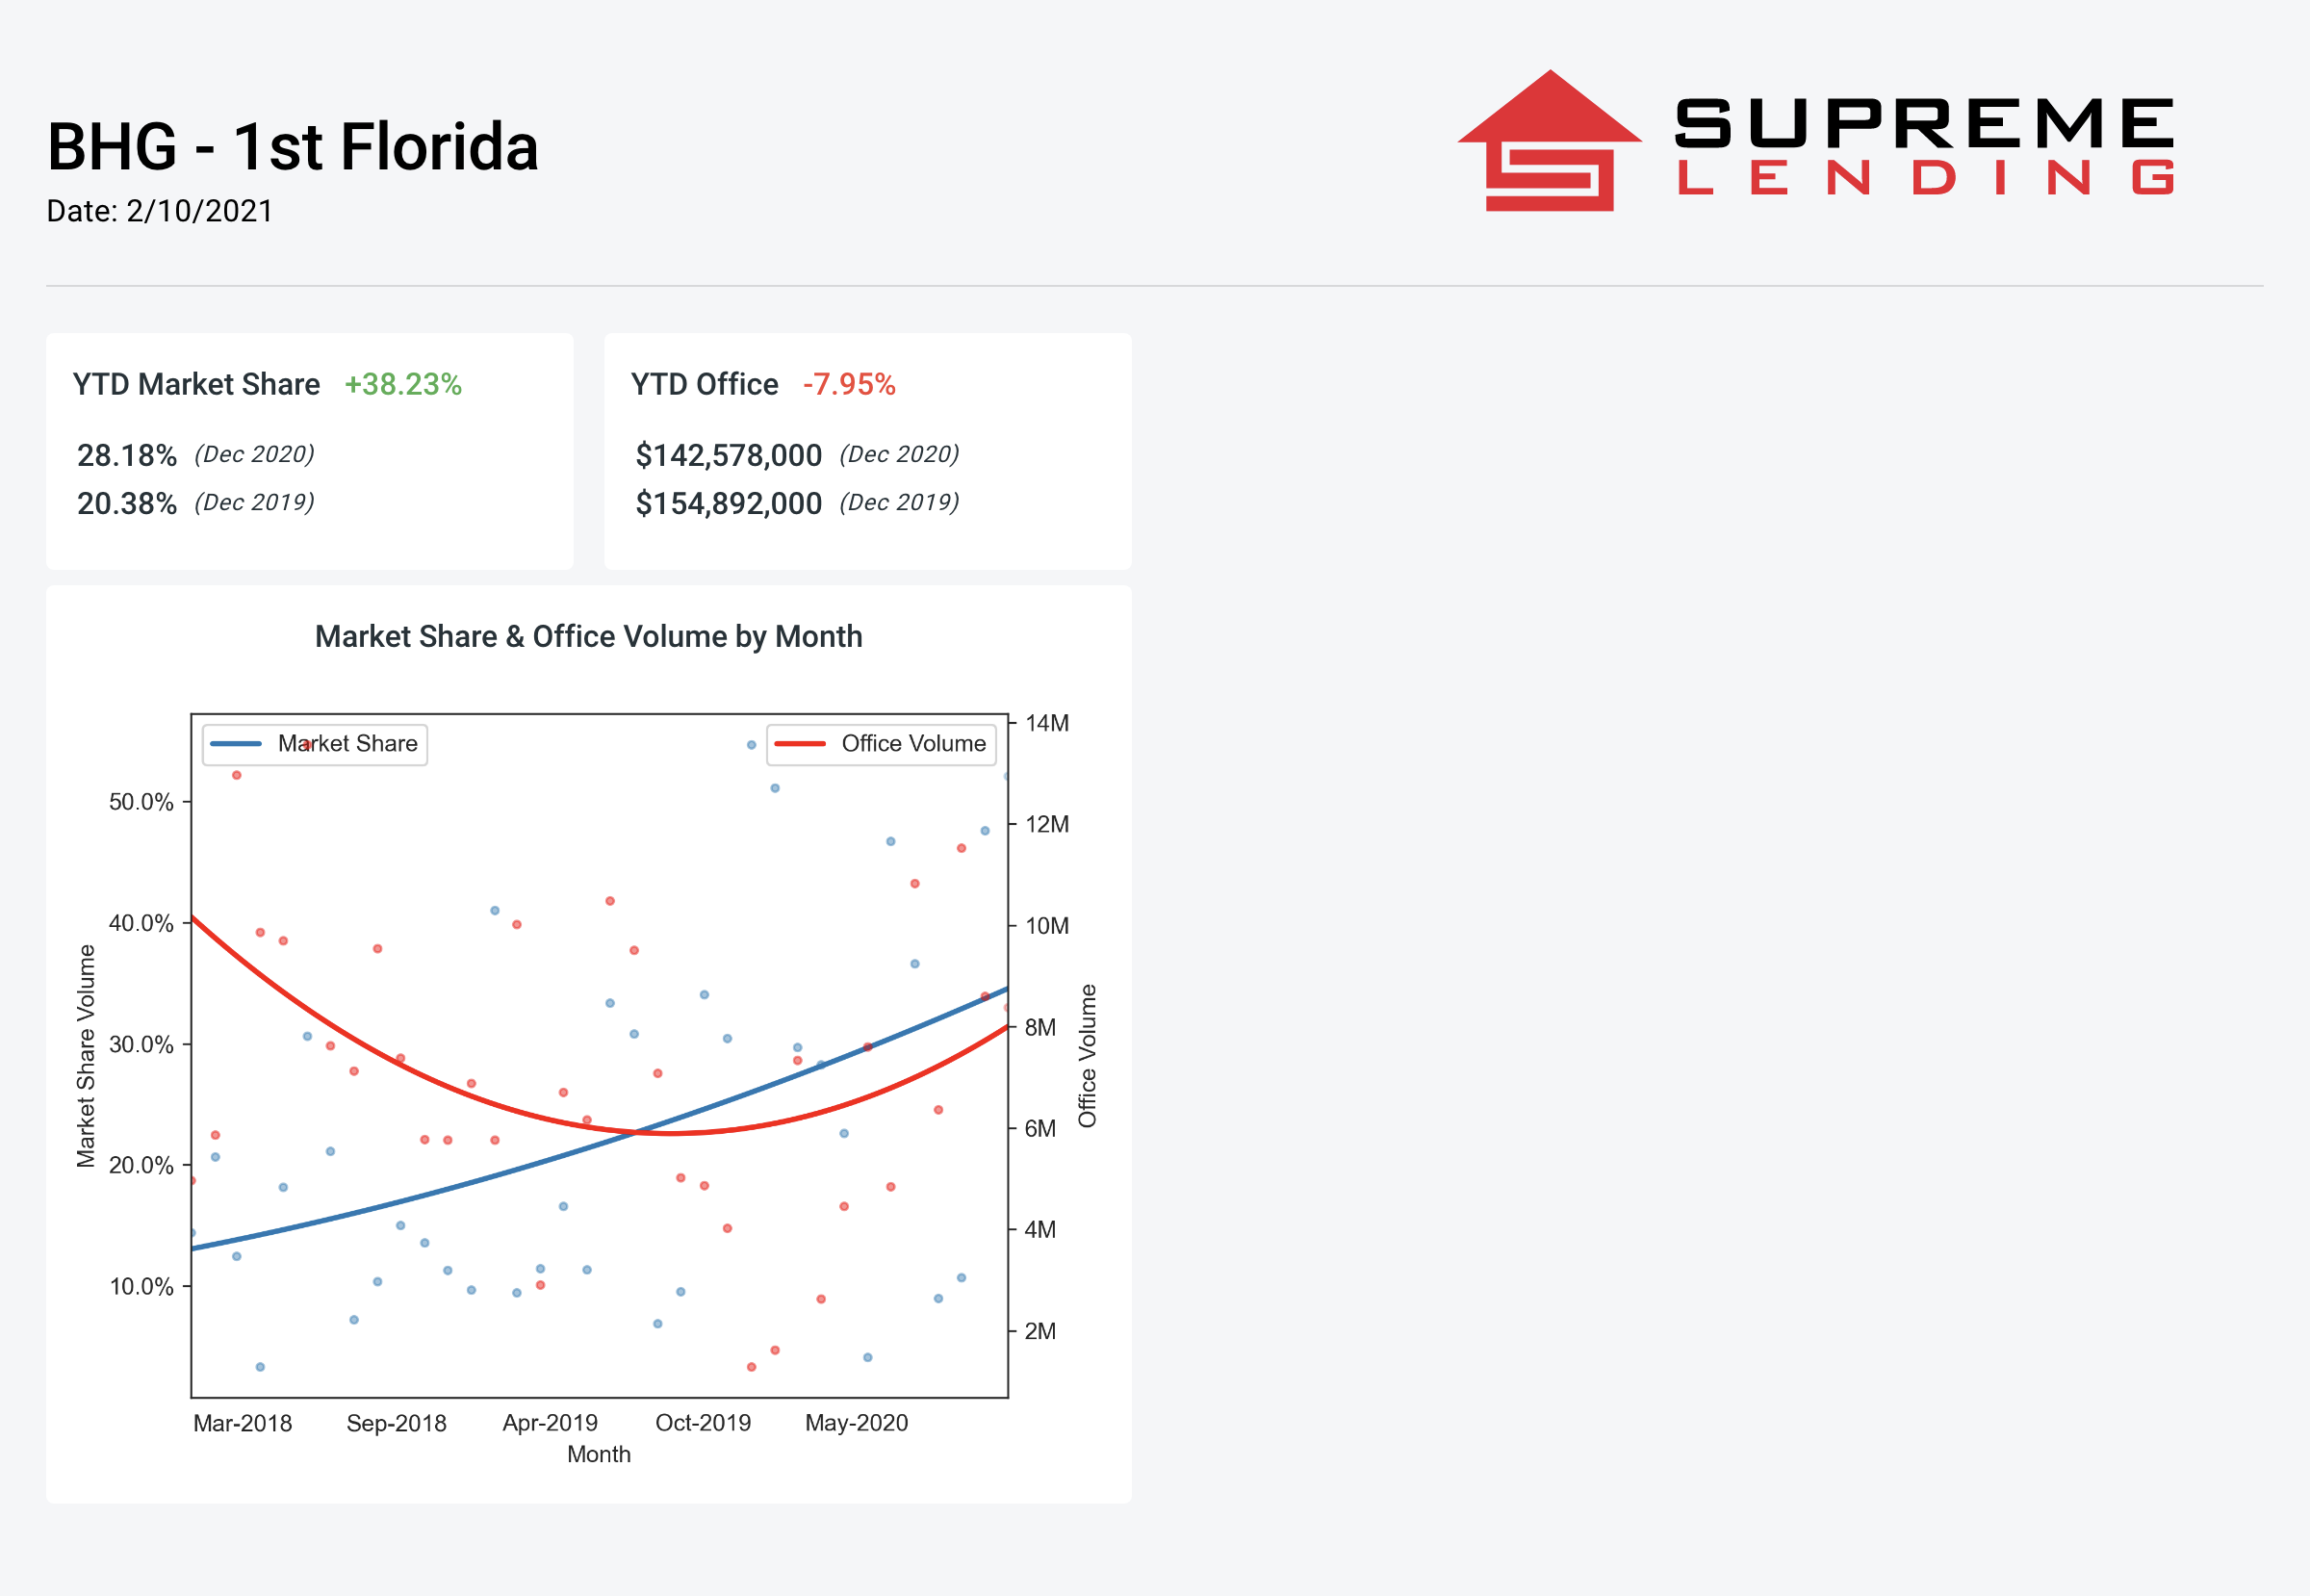 SUPREME
LENDING
BHG - 1st Florida
Date: 2/10/2021
YTD Market Share +38.23%
28.18% (Dec 2020)
20.38% (Dec 2019)
YTD Office -7.95%
$142,578,000 (Dec 2020)
$154,892,000 (Dec 2019)
Market Share & Office Volume by Month
Market Share
Office Volume
50.0%
40.0%
30.0%
20.0%
10.0%
Market Share Volume
14M
12M
10M
8M
6M
4M
2M
Office Volume
Mar-2018 Sep-2018 Apr-2019 Oct-2019 May-2020
Month